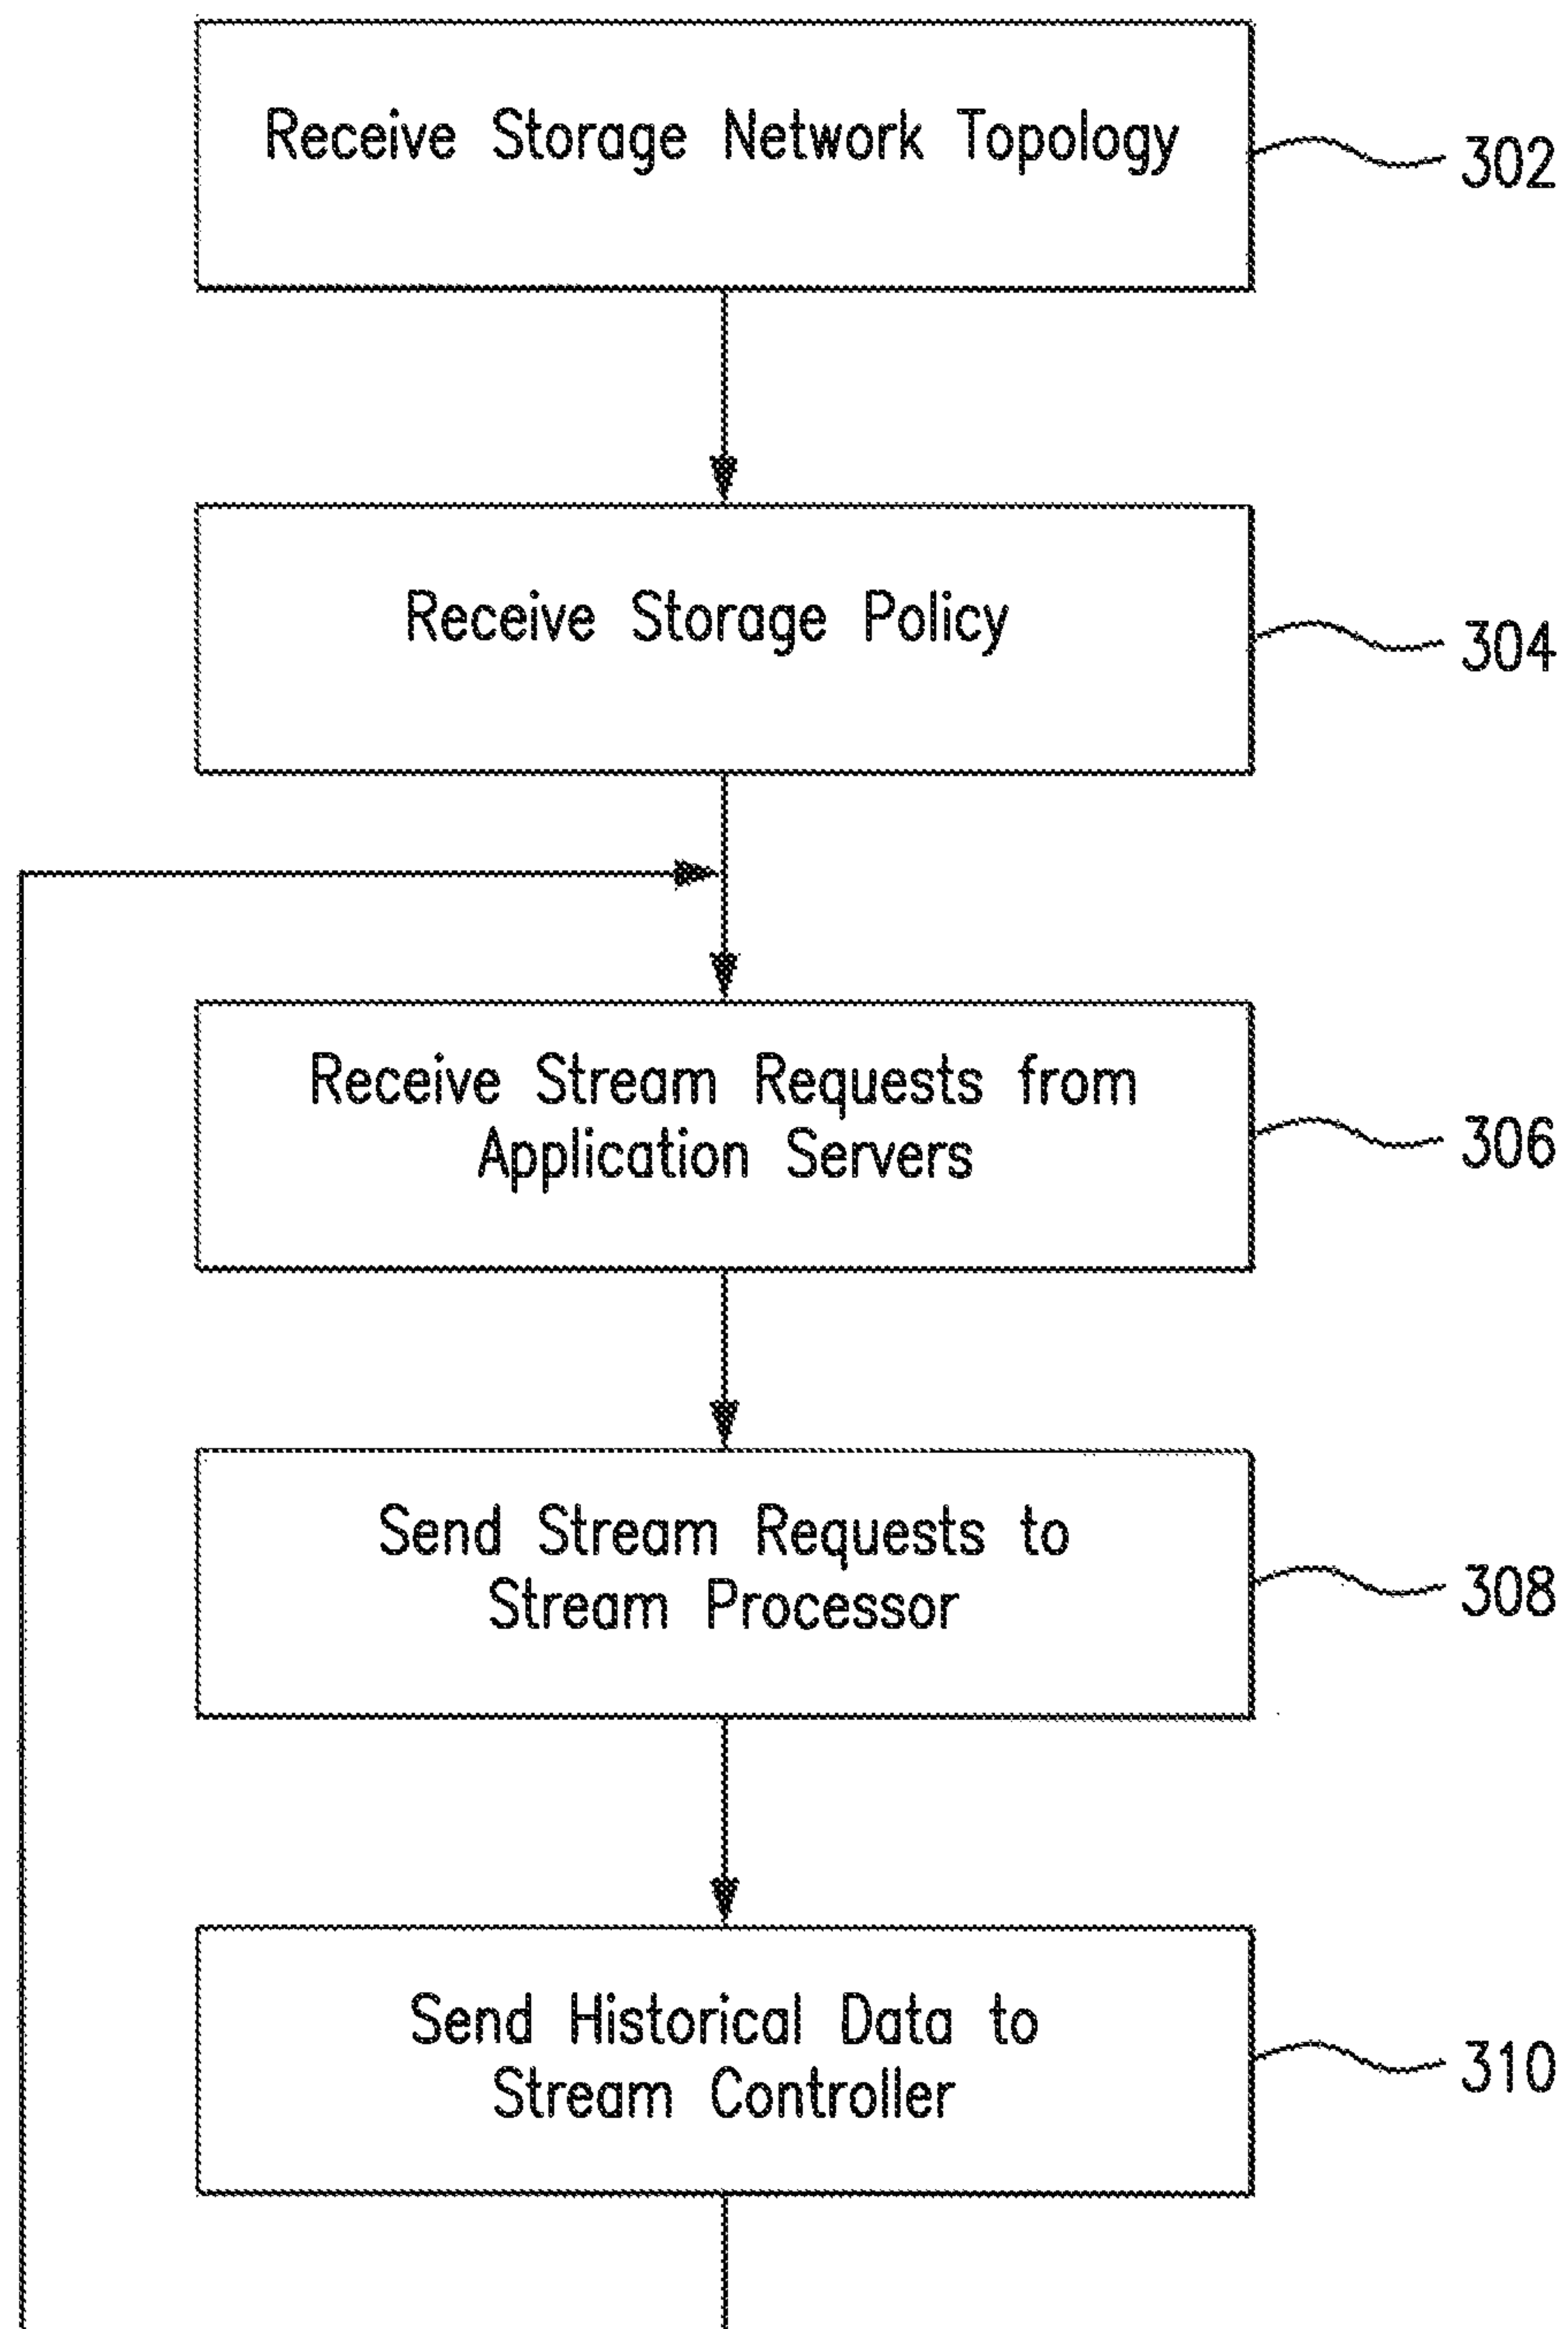 Receive Storage Network Topology
302
Receive Storage Policy
304
Receive Stream Requests from
Application Servers
306
Send Stream Requests to
Stream Processor
308
Send Historical Data to
Stream Controller
310